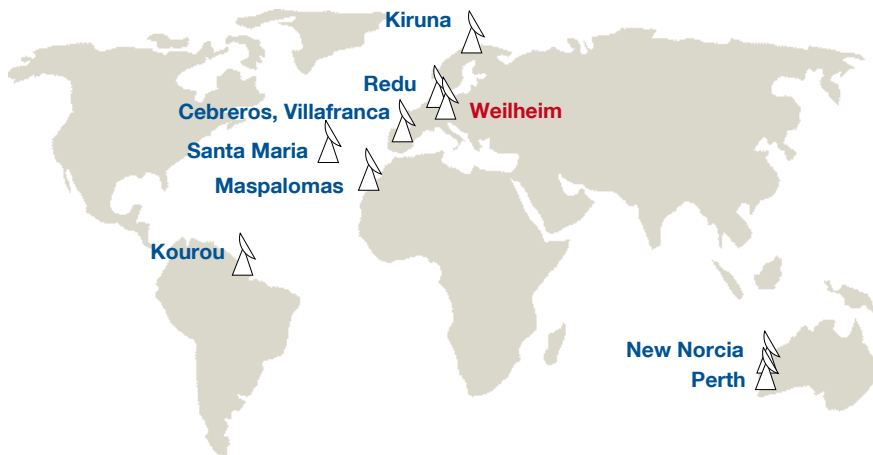 Kiruna
Redu
Cebreros, Villafranca
Weilheim
Santa Maria
Maspalomas
Kourou
New Norcia
Perth